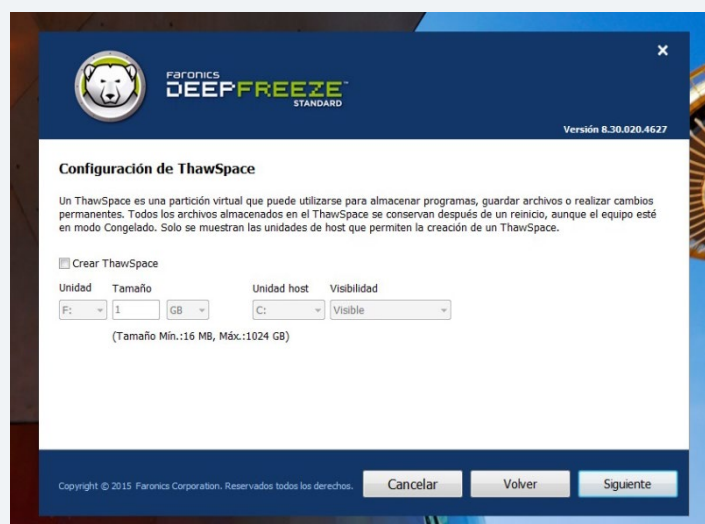 Faronics
DEEPFREEZE™
STANDARD
Versión 8.30.020.4627
Configuración de ThawSpace
Un ThawSpace es una partición virtual que puede utilizarse para almacenar programas, guardar archivos o realizar cambios
permanentes. Todos los archivos almacenados en el ThawSpace se conservan después de un reinicio, aunque el equipo esté
en modo Congelado. Solo se muestran las unidades de host que permiten la creación de un ThawSpace.
Crear ThawSpace
Unidad Tamaño Unidad host Visibilidad
F: 1 GB C: Visible
(Tamaño Mín.:16 MB, Máx.:1024 GB)
Copyright © 2015 Faronics Corporation. Reservados todos los derechos. Cancelar Volver Siguiente